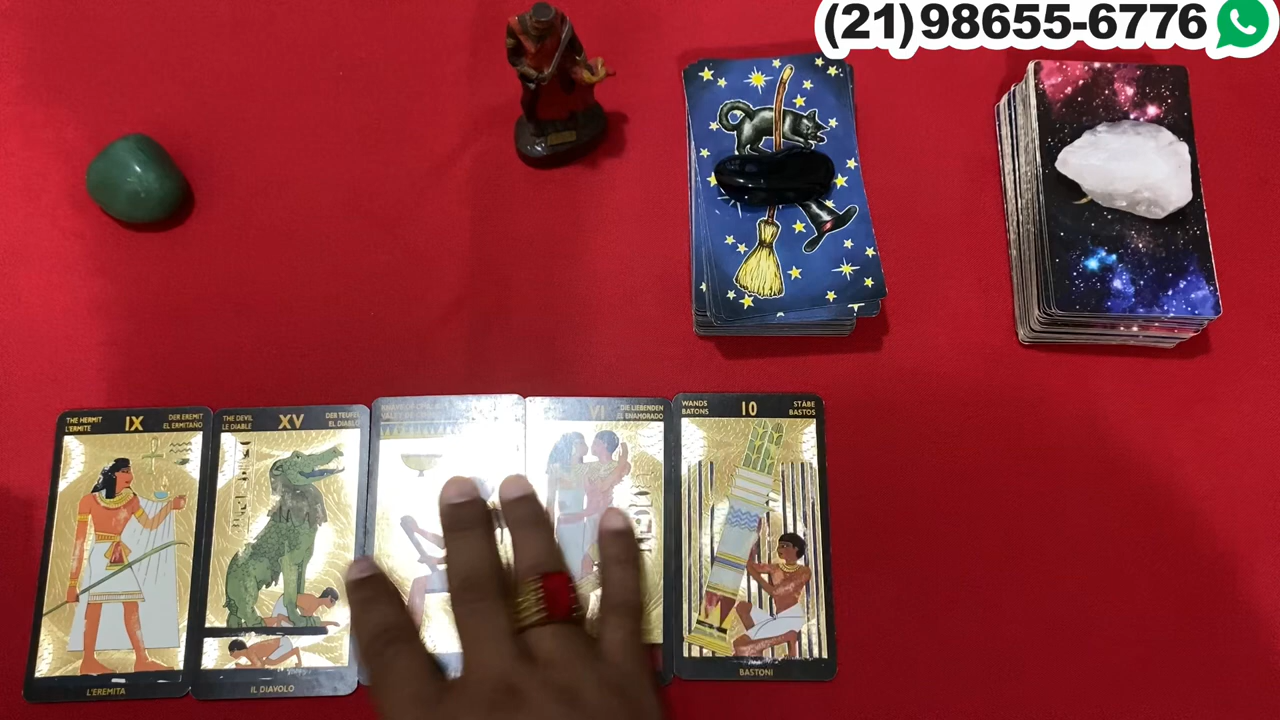 (21)98655-6776
THE HERMIT
L'ERMITE
IX
DER EREMIT
EL ERMITAÑO
THE DEVIL
LE DIABLE
XV
DER TEUFEL
EL DIABLO
VI
DIE LIEBENDEN
EL ENAMORADO
WANDS
BATONS
10
STÄBE
BASTOS
L'EREMITA
IL DIAVOLO
BASTONI